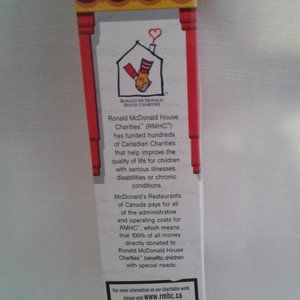 RONALD MCDONALD
HOUSE CHARITIES
Ronald McDonald House
Charities™ (RMHC™)
has funded hundreds
of Canadian Charities
that help improve the
quality of life for children
with serious illnesses,
disabilities or chronic
conditions.
McDonald's Restaurants
of Canada pays for all
of the administrative
and operating costs for
RMHC™, which means
that 100% of all money
directly donated to
Ronald McDonald House
Charities™ benefits children
with special needs.
For more information on our charitable work,
please visit www.rmhc.ca